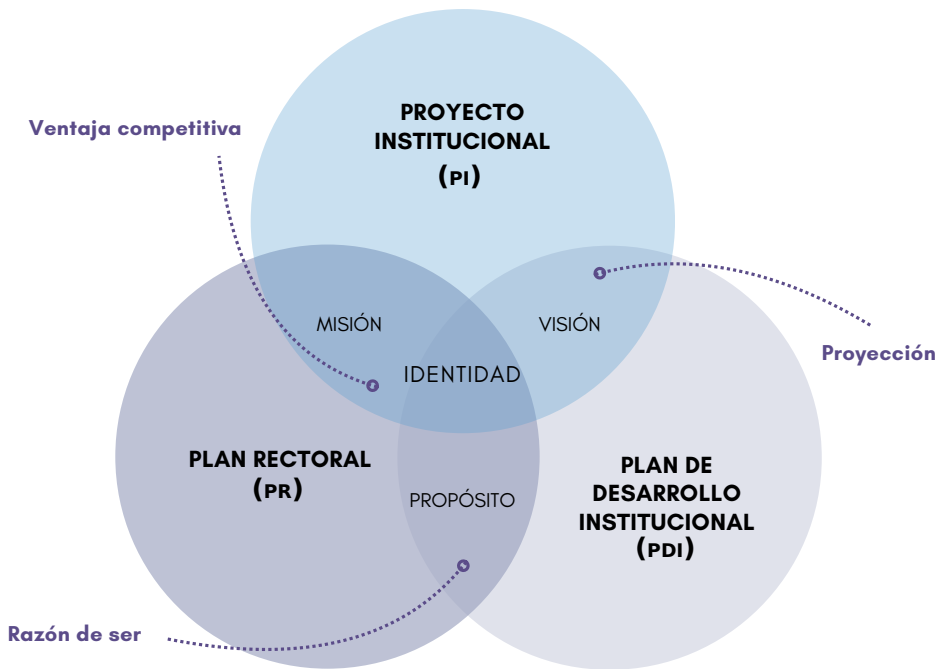 PROYECTO
INSTITUCIONAL
(PI)
Ventaja competitiva
MISIÓN
VISIÓN
Proyección
IDENTIDAD
PLAN RECTORAL
(PR)
PLAN DE
DESARROLLO
INSTITUCIONAL
(PDI)
PROPÓSITO
Razón de ser